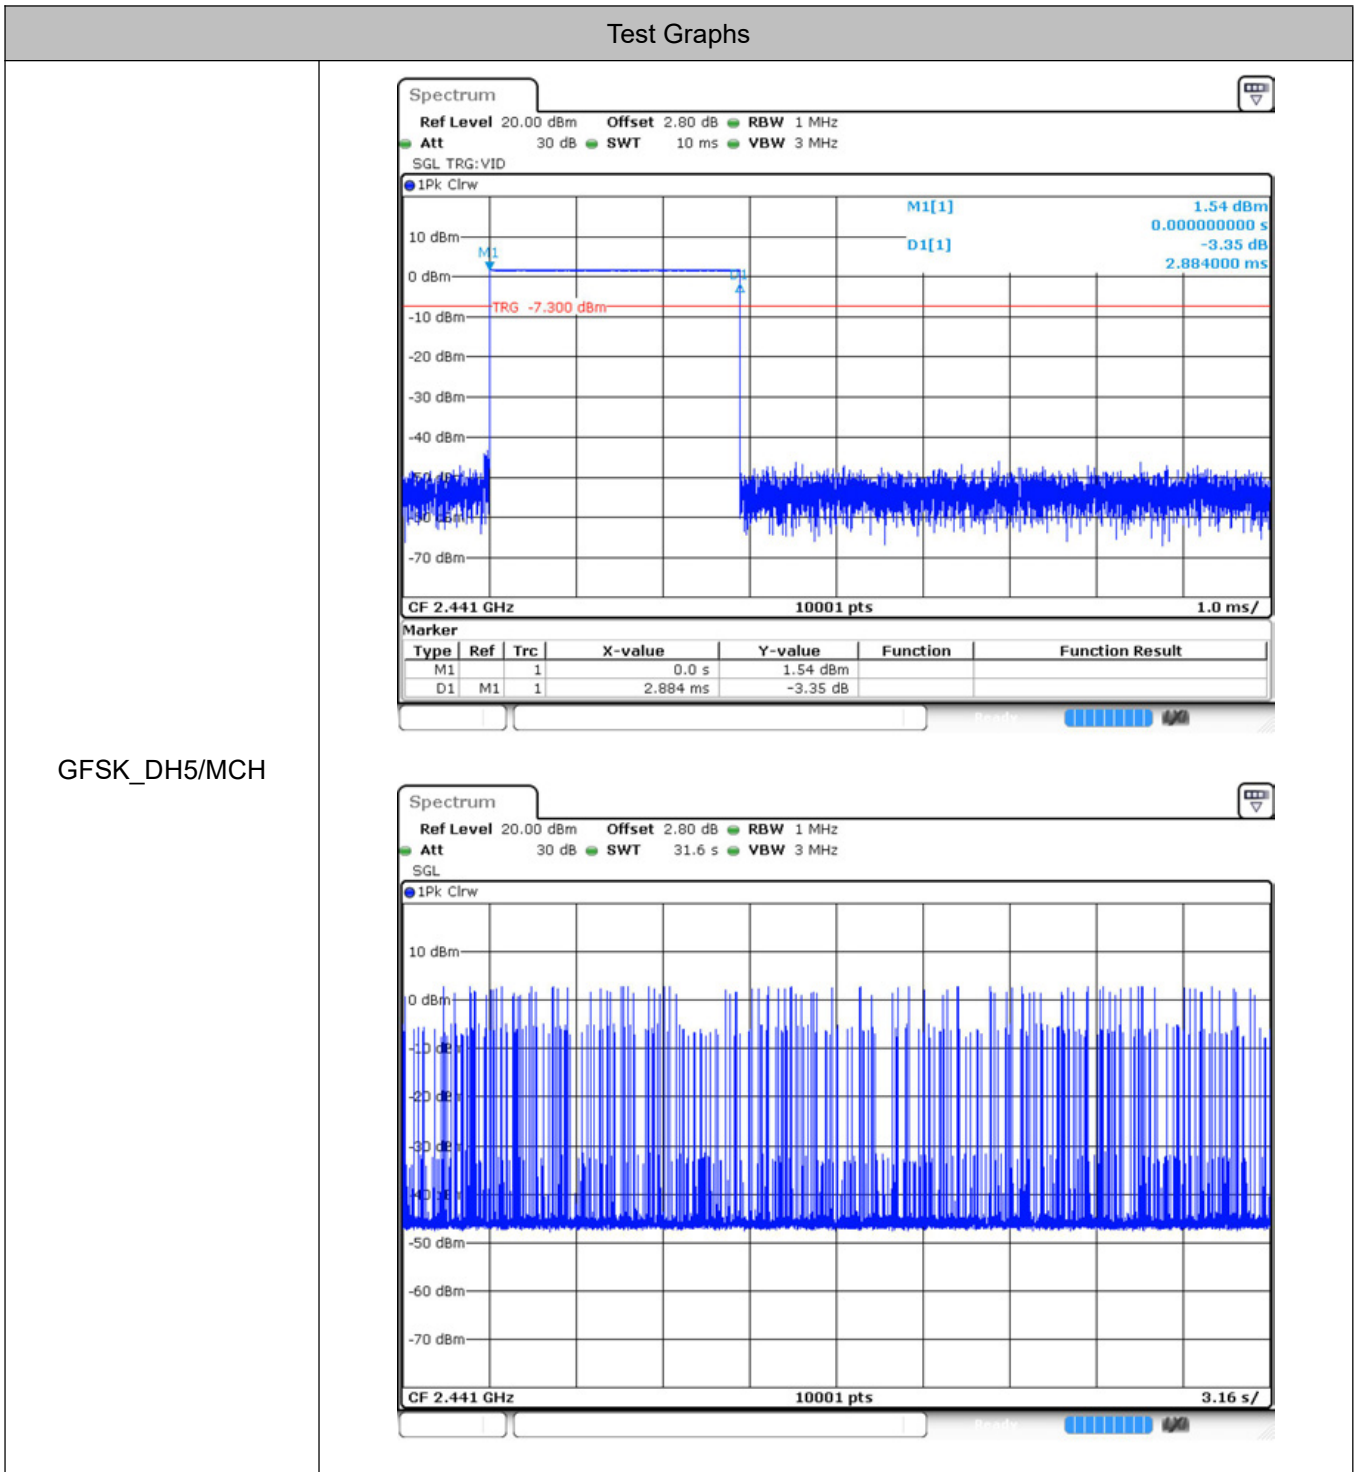 Test Graphs
GFSK_DH5/MCH
Spectrum
Ref Level 20.00 dBm Offset 2.80 dB RBW 1 MHz
Att 30 dB SWT 10 ms VBW 3 MHz
SGL TRG:VID
1Pk Clrw
M1[1] 1.54 dBm
0.000000000 s
D1[1] -3.35 dB
2.884000 ms
10 dBm
M1
0 dBm
D1
TRG -7.300 dBm
-10 dBm
-20 dBm
-30 dBm
-40 dBm
-70 dBm
CF 2.441 GHz 10001 pts 1.0 ms/
Marker
Type Ref Trc X-value Y-value Function Function Result
M1 1 0.0 s 1.54 dBm
D1 M1 1 2.884 ms -3.35 dB
Ready
Spectrum
Ref Level 20.00 dBm Offset 2.80 dB RBW 1 MHz
Att 30 dB SWT 31.6 s VBW 3 MHz
SGL
1Pk Clrw
10 dBm
0 dBm
-50 dBm
-60 dBm
-70 dBm
CF 2.441 GHz 10001 pts 3.16 s/
Ready